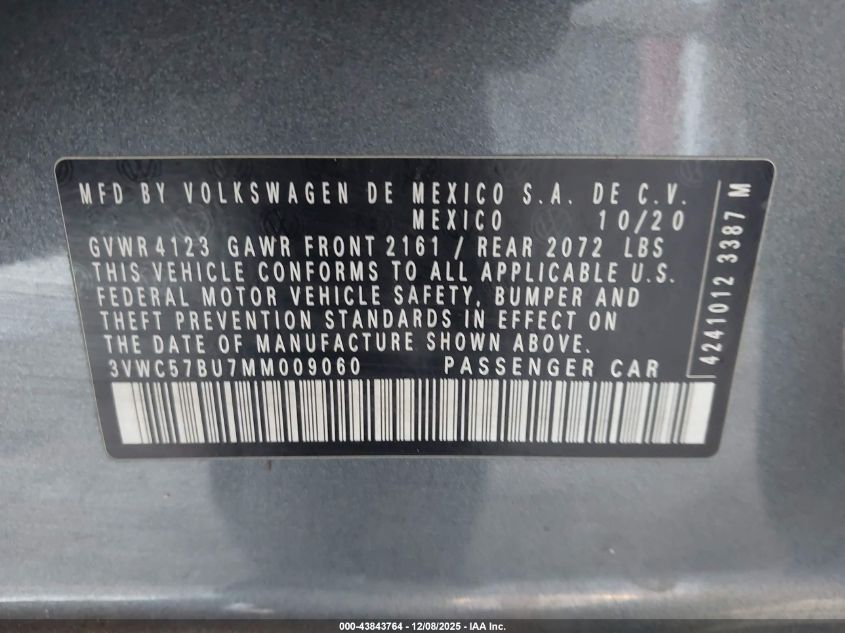 MFD BY VOLKSWAGEN DE MEXICO S.A. DE C.V.
MEXICO 10/20
GVWR 4123 GAWR FRONT 2161 / REAR 2072 LBS
THIS VEHICLE CONFORMS TO ALL APPLICABLE U.S.
FEDERAL MOTOR VEHICLE SAFETY, BUMPER AND
THEFT PREVENTION STANDARDS IN EFFECT ON
THE DATE OF MANUFACTURE SHOWN ABOVE.
3VWC57BU7MM009060 PASSENGER CAR
4241012 3387 M
000-43843764 - 12/08/2025 - IAA Inc.